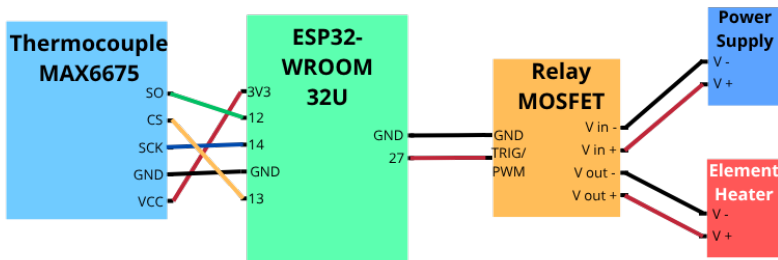 Thermocouple
MAX6675
SO
CS
SCK
GND
VCC
ESP32-
WROOM
32U
3V3
12
14
GND
13
GND
27
Relay
MOSFET
GND
TRIG/
PWM
V in -
V in +
V out -
V out +
Power
Supply
V -
V +
Element
Heater
V -
V +